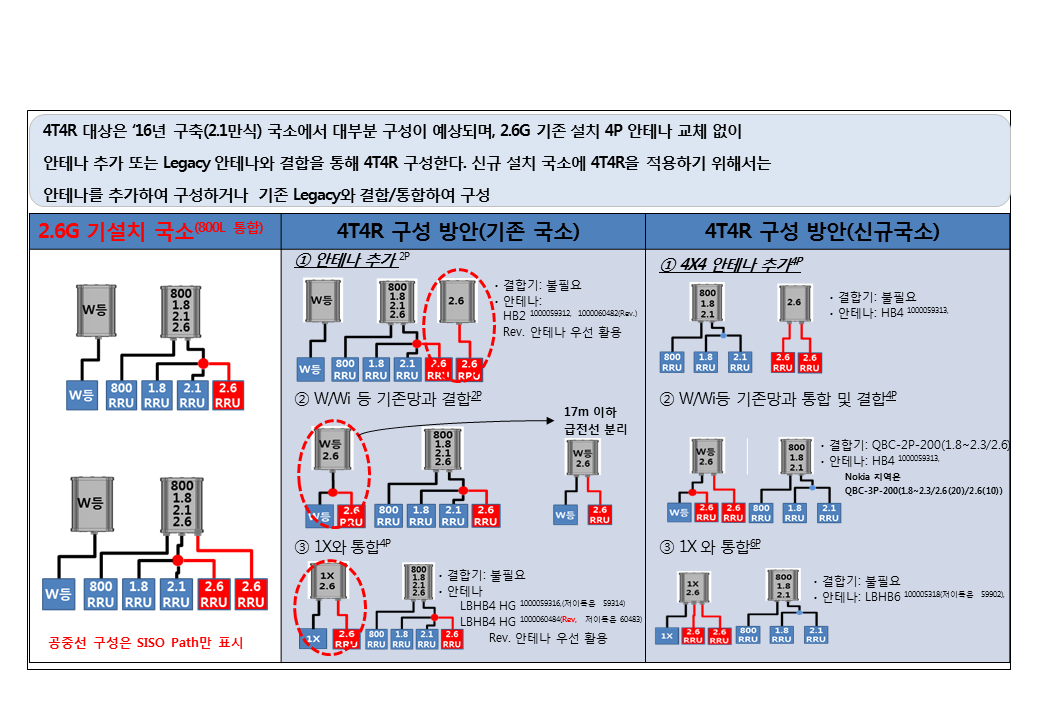 4T4R 대상은 ‘16년 구축(2.1만식) 국소에서 대부분 구성이 예상되며, 2.6G 기존 설치 4P 안테나 교체 없이
안테나 추가 또는 Legacy 안테나와 결합을 통해 4T4R 구성한다. 신규 설치 국소에 4T4R을 적용하기 위해서는
안테나를 추가하여 구성하거나 기존 Legacy와 결합/통합하여 구성
2.6G 기설치 국소(800L 통합)
W등
800
1.8
2.1
2.6
W등
800 RRU
1.8 RRU
2.1 RRU
2.6 RRU
W등
800
1.8
2.1
2.6
W등
800 RRU
1.8 RRU
2.1 RRU
2.6 RRU
2.6 RRU
공중선 구성은 SISO Path만 표시
4T4R 구성 방안(기존 국소)
① 안테나 추가 2P
W등
800
1.8
2.1
2.6
2.6
W등
800 RRU
1.8 RRU
2.1 RRU
2.6 RRU
2.6 RRU
· 결합기: 불필요
· 안테나:
HB2 1000059312, 1000060482(Rev.)
Rev. 안테나 우선 활용
② W/Wi 등 기존망과 결합2P
W등
2.6
800
1.8
2.1
2.6
17m 이하
급전선 분리
W등
2.6
W등
2.6 RRU
800 RRU
1.8 RRU
2.1 RRU
2.6 RRU
W등
2.6 RRU
③ 1X와 통합4P
1X
2.6
800
1.8
2.1
2.6
1X
2.6 RRU
800 RRU
1.8 RRU
2.1 RRU
2.6 RRU
· 결합기: 불필요
· 안테나
LBHB4 HG 1000059316,(저이득은 59314)
LBHB4 HG 1000060484(Rev, 저이득은 60483)
Rev. 안테나 우선 활용
4T4R 구성 방안(신규국소)
① 4X4 안테나 추가4P
800
1.8
2.1
2.6
800 RRU
1.8 RRU
2.1 RRU
2.6 RRU
2.6 RRU
· 결합기: 불필요
· 안테나: HB4 1000059313,
② W/Wi등 기존망과 통합 및 결합4P
W등
2.6
800
1.8
2.1
W등
2.6 RRU
2.6 RRU
800 RRU
1.8 RRU
2.1 RRU
· 결합기: QBC-2P-200(1.8~2.3/2.6)
· 안테나: HB4 1000059313,
Nokia 지역은
QBC-3P-200(1.8~2.3/2.6(20)/2.6(10))
③ 1X 와 통합6P
1X
2.6
800
1.8
2.1
1X
2.6 RRU
2.6 RRU
800 RRU
1.8 RRU
2.1 RRU
· 결합기: 불필요
· 안테나: LBHB6 100005318(저이득은 59902),